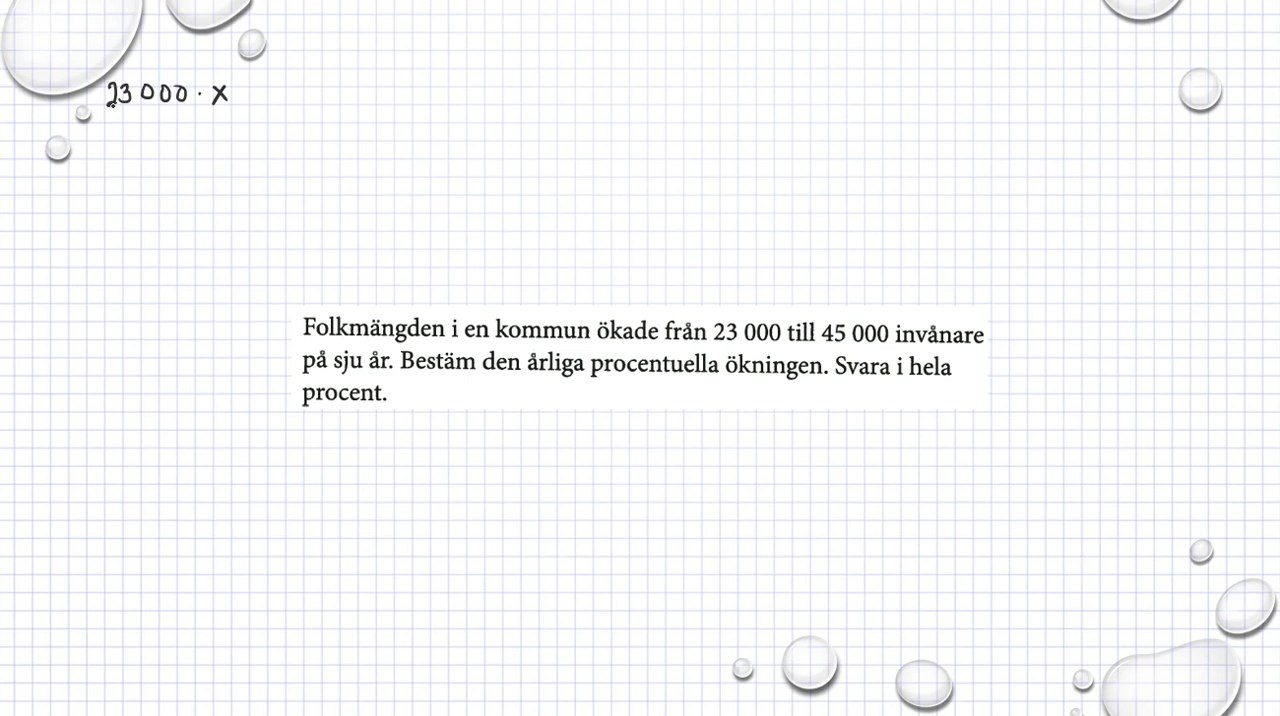 23 000 · x
Folkmängden i en kommun ökade från 23 000 till 45 000 invånare
på sju år. Bestäm den årliga procentuella ökningen. Svara i hela
procent.